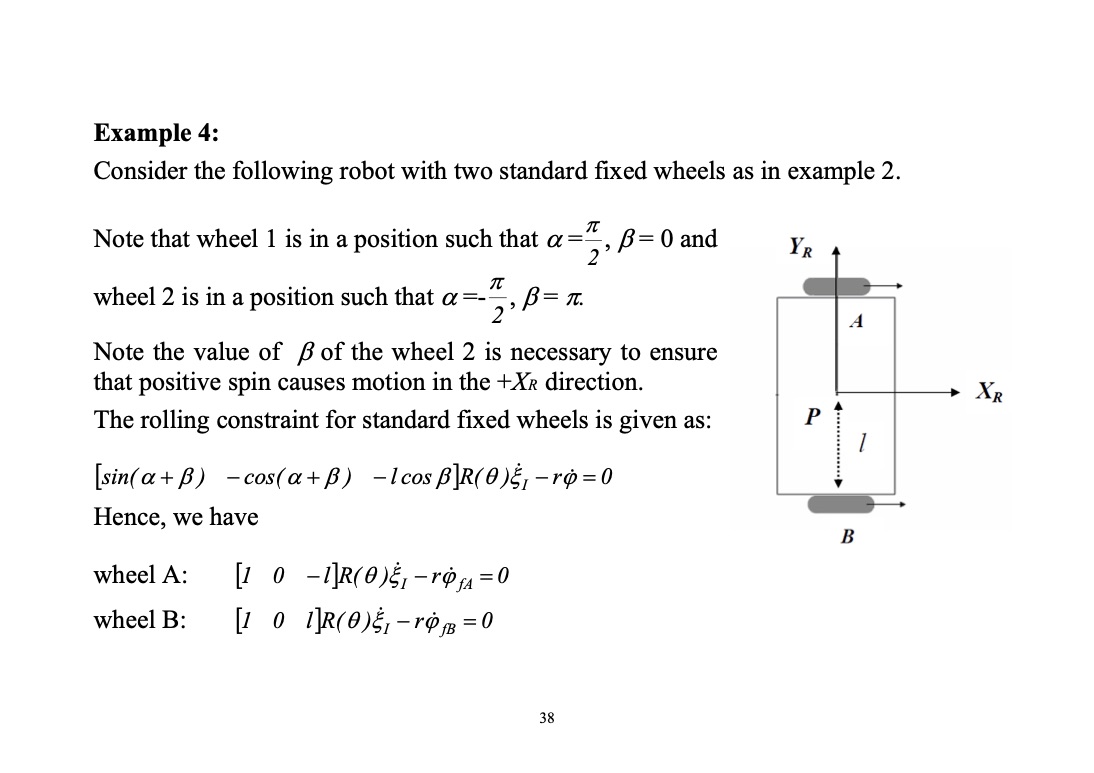 Example 4:
Consider the following robot with two standard fixed wheels as in example 2.
Note that wheel 1 is in a position such that α=π/2, β=0 and
wheel 2 is in a position such that α=-π/2, β=π.
Note the value of β of the wheel 2 is necessary to ensure
that positive spin causes motion in the +XR direction.
The rolling constraint for standard fixed wheels is given as:
[sin(α+β) −cos(α+β) −l cos β]R(θ)ξ̇I −rφ̇=0
Hence, we have
wheel A: [1 0 −l]R(θ)ξ̇I −rφ̇fA =0
wheel B: [1 0 l]R(θ)ξ̇I −rφ̇fB =0
YR
A
XR
P
l
B
38